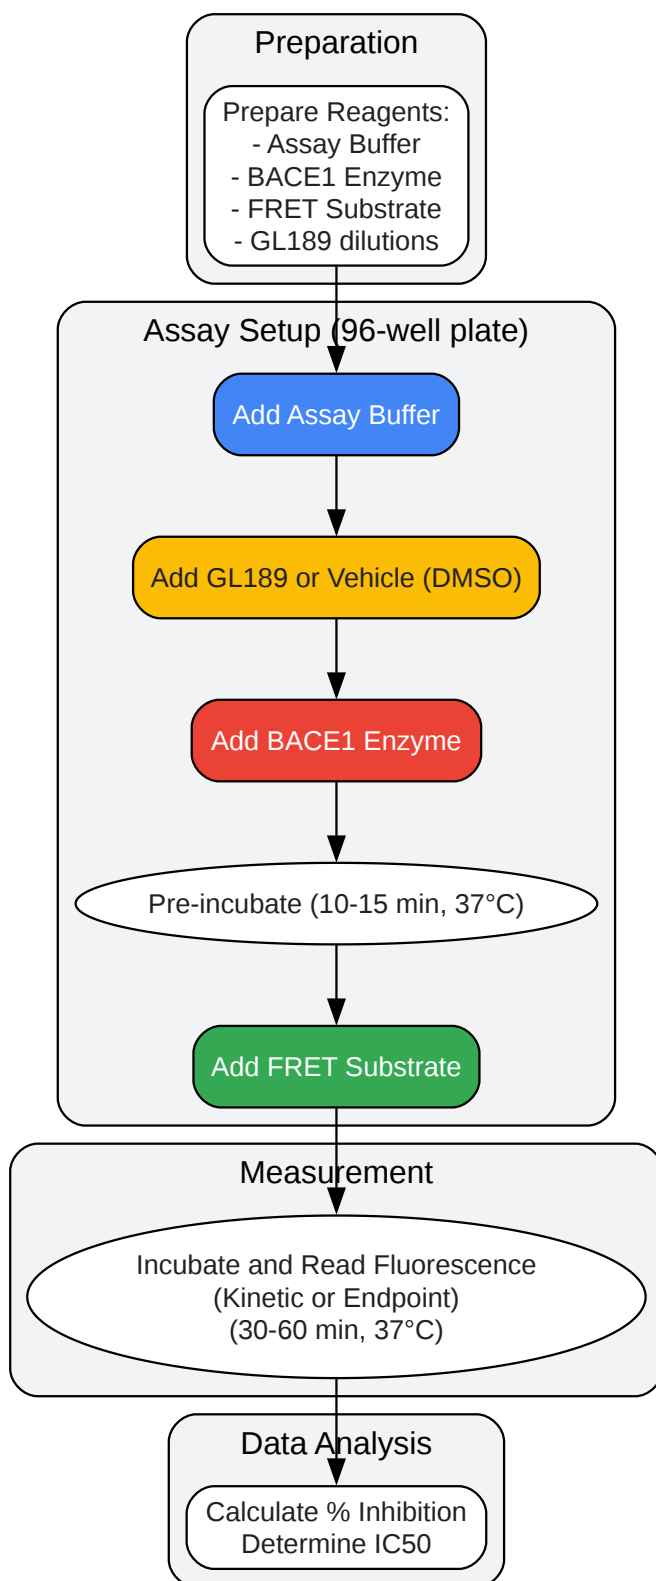 Preparation
Prepare Reagents:
- Assay Buffer
- BACE1 Enzyme
- FRET Substrate
- GL189 dilutions
Assay Setup (96-well plate)
Add Assay Buffer
Add GL189 or Vehicle (DMSO)
Add BACE1 Enzyme
Pre-incubate (10-15 min, 37°C)
Add FRET Substrate
Measurement
Incubate and Read Fluorescence
(Kinetic or Endpoint)
(30-60 min, 37°C)
Data Analysis
Calculate % Inhibition
Determine IC50